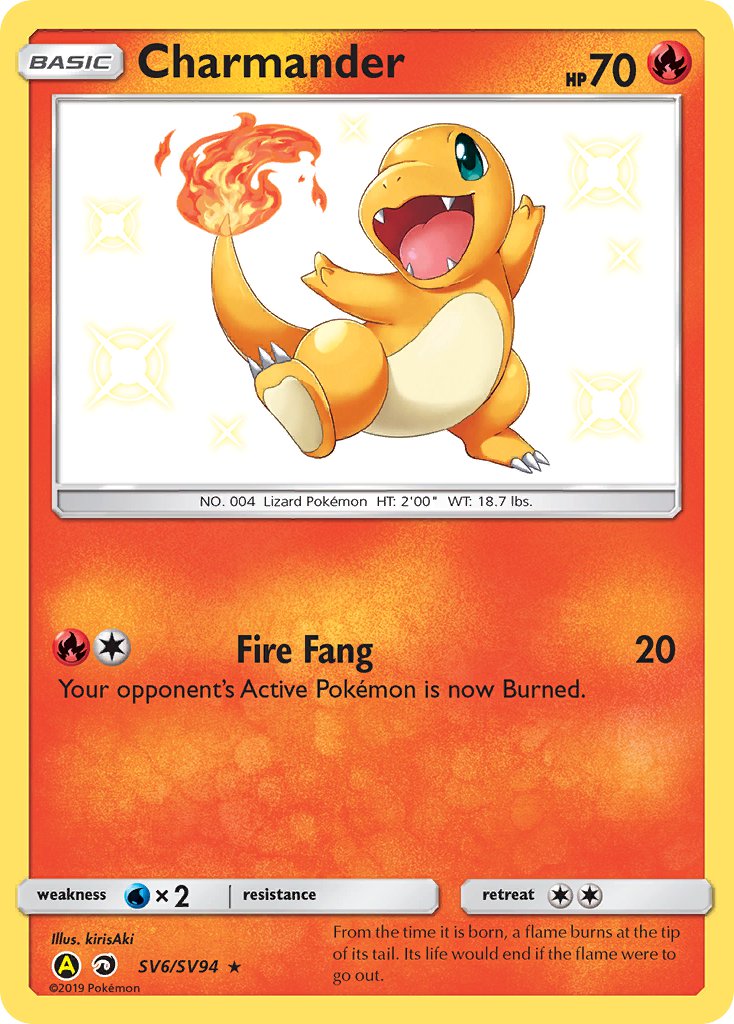 BASIC Charmander HP 70
NO. 004 Lizard Pokémon HT: 2'00" WT: 18.7 lbs.
Fire Fang 20
Your opponent's Active Pokémon is now Burned.
weakness × 2 resistance retreat
Illus. kirisAki
A SV6/SV94 ★
©2019 Pokémon
From the time it is born, a flame burns at the tip
of its tail. Its life would end if the flame were to
go out.